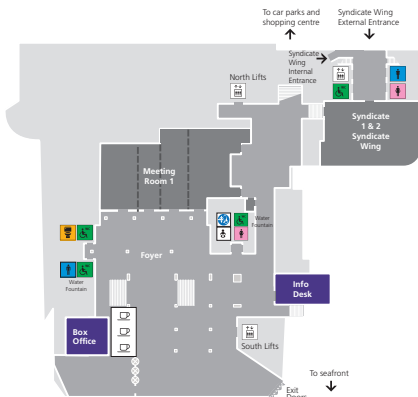 To car parks and
shopping centre
Syndicate Wing
External Entrance
Syndicate
Wing
Internal
Entrance
North Lifts
Syndicate
1 & 2
Syndicate
Wing
Meeting
Room 1
Water
Fountain
Foyer
Water
Fountain
Info
Desk
Box
Office
South Lifts
To seafront
Exit
Doors